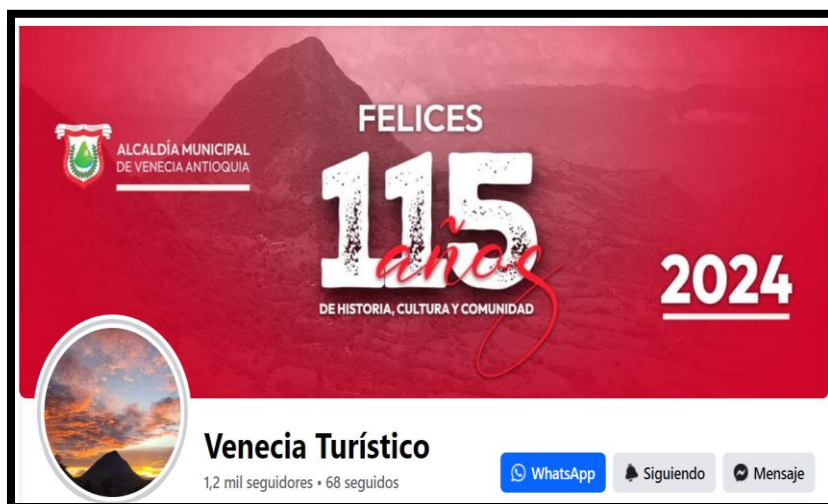 ALCALDÍA MUNICIPAL
DE VENECIA ANTIOQUIA
FELICES
115
años
DE HISTORIA, CULTURA Y COMUNIDAD
2024
Venecia Turístico
1,2 mil seguidores • 68 seguidos
WhatsApp
Siguiendo
Mensaje